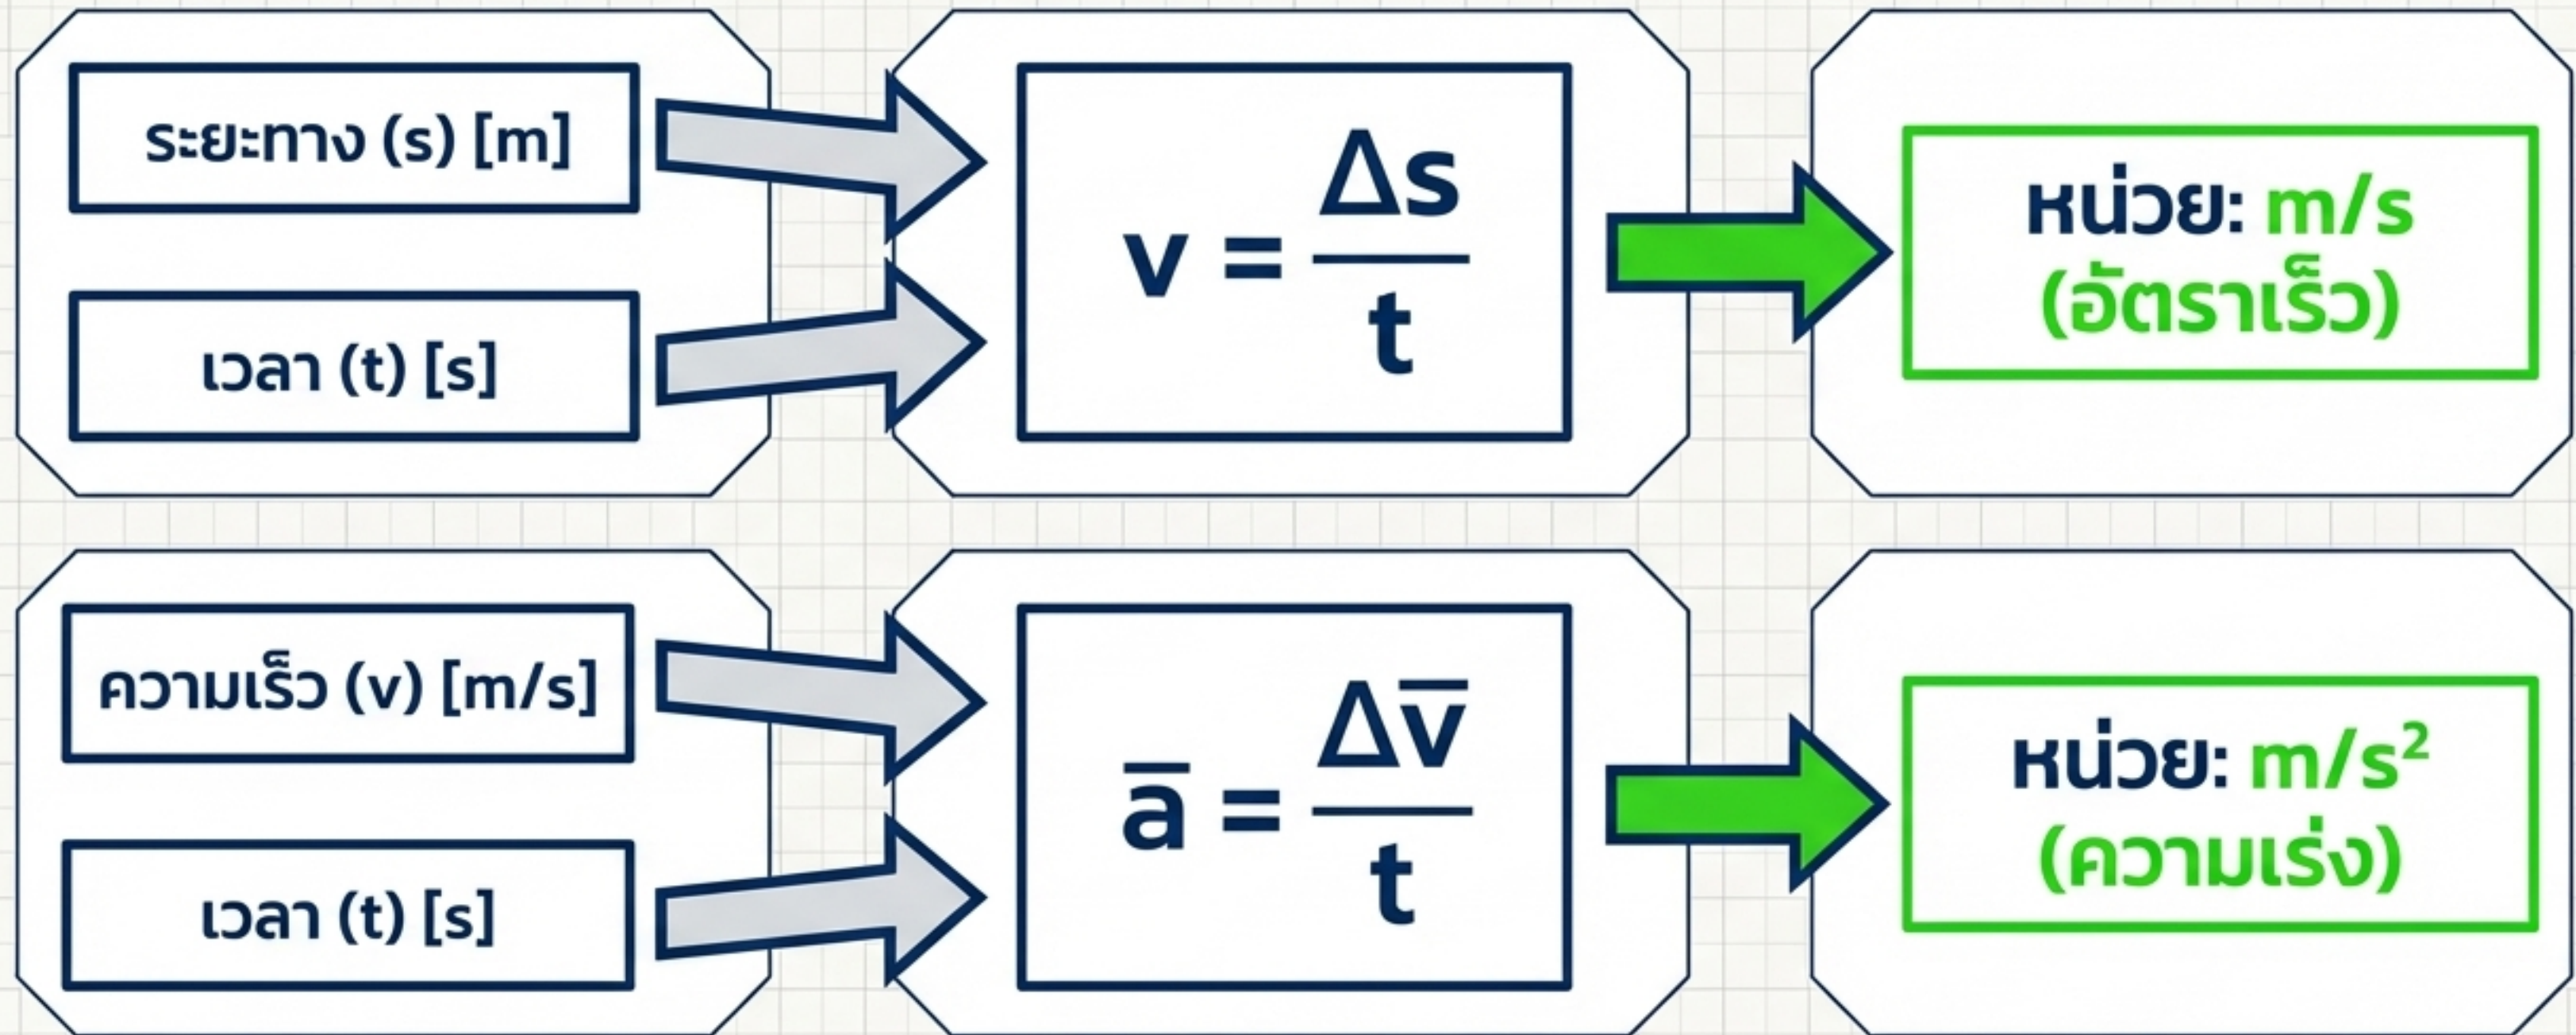 ระยะทาง (s) [m]
เวลา (t) [s]
v = Δs / t
หน่วย: m/s
(อัตราเร็ว)
ความเร็ว (v) [m/s]
เวลา (t) [s]
a̅ = Δv̅ / t
หน่วย: m/s²
(ความเร่ง)